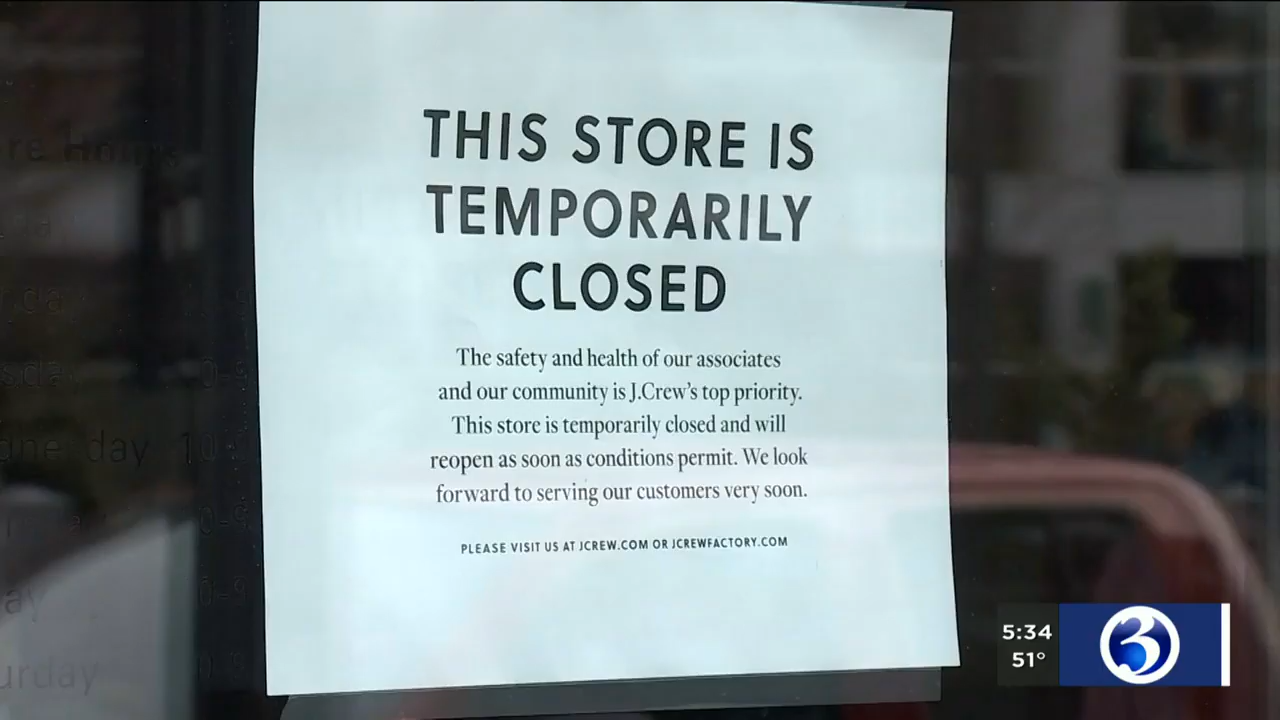 THIS STORE IS
TEMPORARILY
CLOSED
The safety and health of our associates
and our community is J.Crew's top priority.
This store is temporarily closed and will
reopen as soon as conditions permit. We look
forward to serving our customers very soon.
PLEASE VISIT US AT JCREW.COM OR JCREWFACTORY.COM
5:34
51°
3